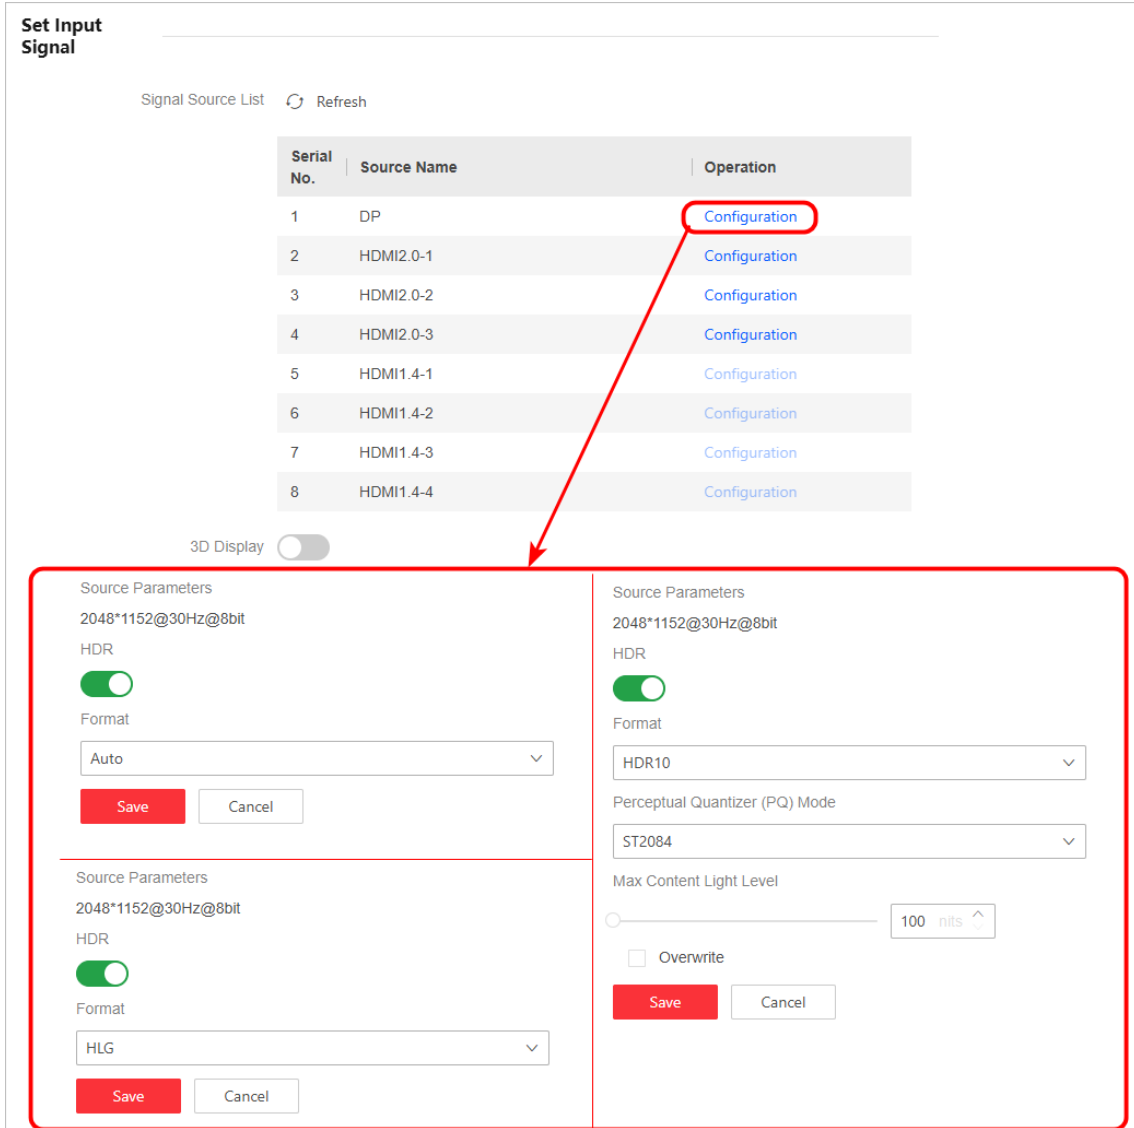 Set Input
Signal
Signal Source List Refresh
Serial
No. Source Name Operation
1 DP Configuration
2 HDMI2.0-1 Configuration
3 HDMI2.0-2 Configuration
4 HDMI2.0-3 Configuration
5 HDMI1.4-1 Configuration
6 HDMI1.4-2 Configuration
7 HDMI1.4-3 Configuration
8 HDMI1.4-4 Configuration
3D Display
Source Parameters
2048*1152@30Hz@8bit
HDR
Format
Auto
Save Cancel
Source Parameters
2048*1152@30Hz@8bit
HDR
Format
HLG
Save Cancel
Source Parameters
2048*1152@30Hz@8bit
HDR
Format
HDR10
Perceptual Quantizer (PQ) Mode
ST2084
Max Content Light Level
100 nits
Overwrite
Save Cancel